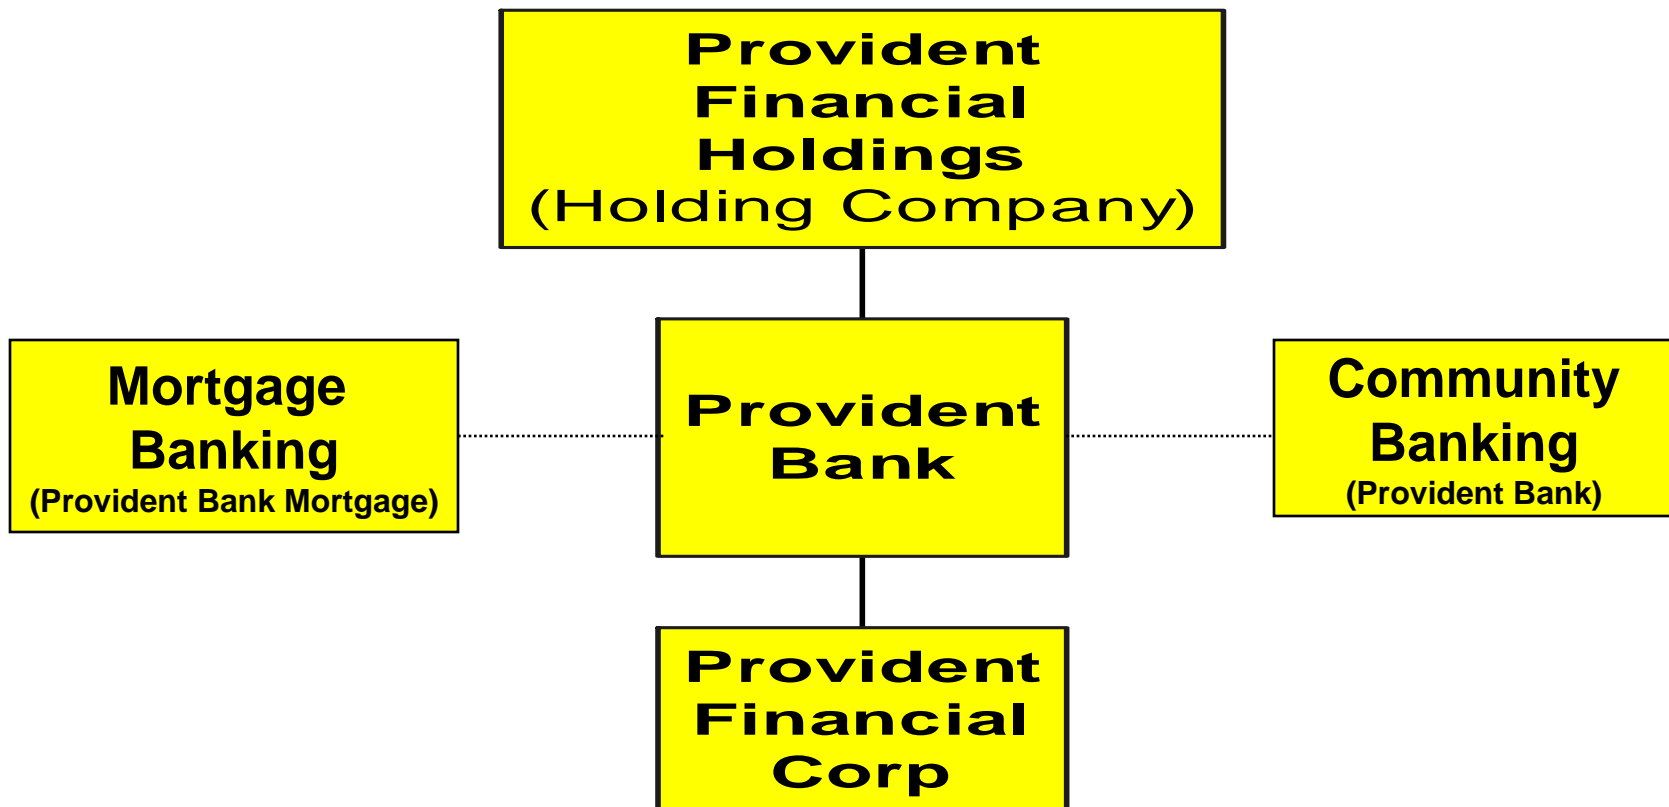 Provident
Financial
Holdings
(Holding Company)
Mortgage
Banking
(Provident Bank Mortgage)
Provident
Bank
Community
Banking
(Provident Bank)
Provident
Financial
Corp